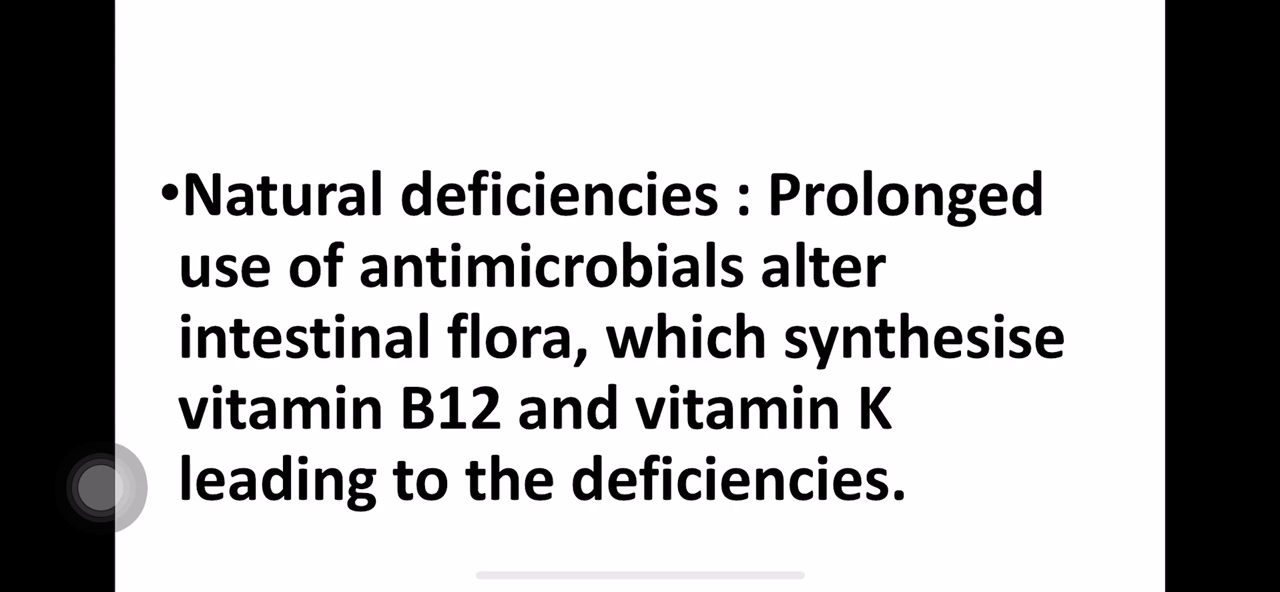 •Natural deficiencies : Prolonged
use of antimicrobials alter
intestinal flora, which synthesise
vitamin B12 and vitamin K
leading to the deficiencies.